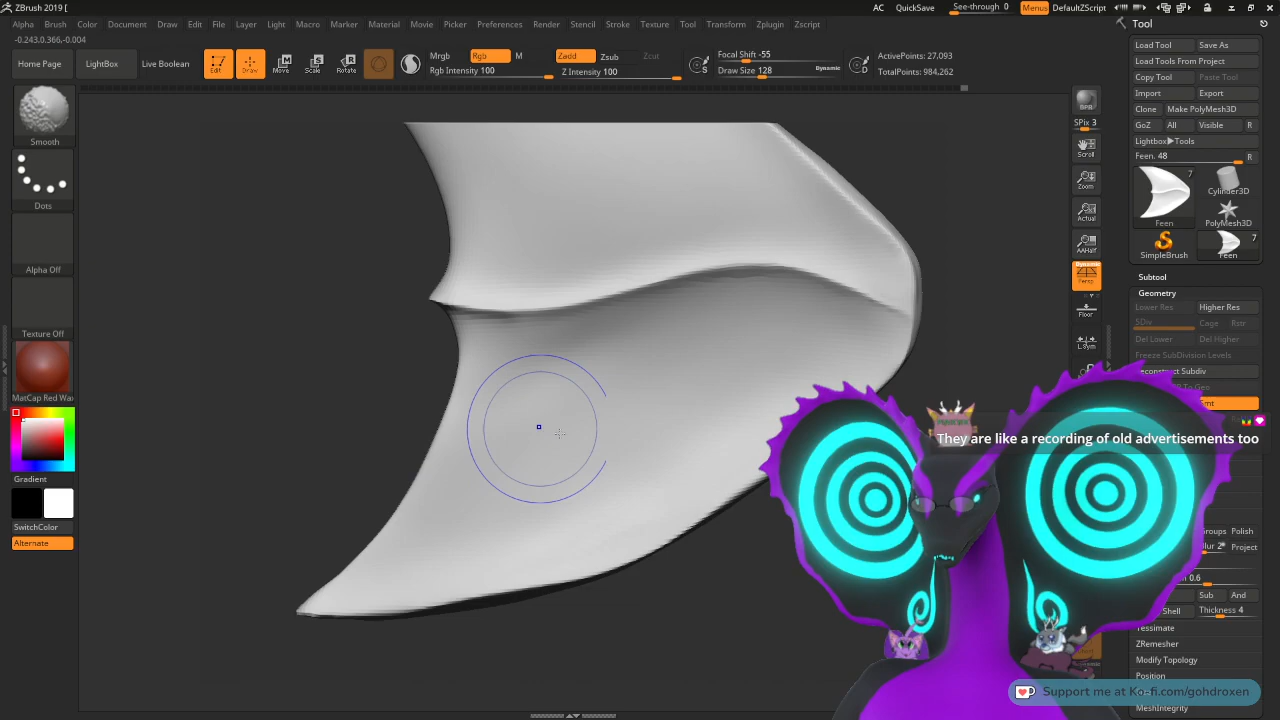 ZBrush 2019 [
AC QuickSave See-through 0 Menus DefaultZScript
Alpha Brush Color Document Draw Edit File Layer Light Macro Marker Material Movie Picker Preferences Render Stencil Stroke Texture Tool Transform Zplugin Zscript
-0.243,0.366,-0.004
Home Page LightBox Live Boolean
Edit Draw Move Scale Rotate
Mrgb Rgb M
Rgb Intensity 100
Zadd Zsub Zcut
Z Intensity 100
S
Focal Shift -55
Draw Size 128 Dynamic
D
ActivePoints: 27,093
TotalPoints: 984,262
Smooth
Dots
Alpha Off
Texture Off
MatCap Red Wax
Gradient
SwitchColor
Alternate
BPR
SPix 3
Scroll
Zoom
Actual
AAHalf
Dynamic
Persp
Floor
L.Sym
Tool
Load Tool Save As
Load Tools From Project
Copy Tool Paste Tool
Import Export
Clone Make PolyMesh3D
GoZ All Visible R
Lightbox▶Tools
Feen. 48 R
7
Feen
Cylinder3D
PolyMesh3D
SimpleBrush
7
Feen
Subtool
Geometry
Lower Res Higher Res
SDiv Cage Rstr
Del Lower Del Higher
Freeze SubDivision Levels
Reconstruct Subdiv
They are like a recording of old advertisements too
Groups Polish
Project
0.6
Sub And
Shell Thickness 4
Tessimate
ZRemesher
Modify Topology
Position
MeshIntegrity
Support me at Ko-fi.com/gohdroxen